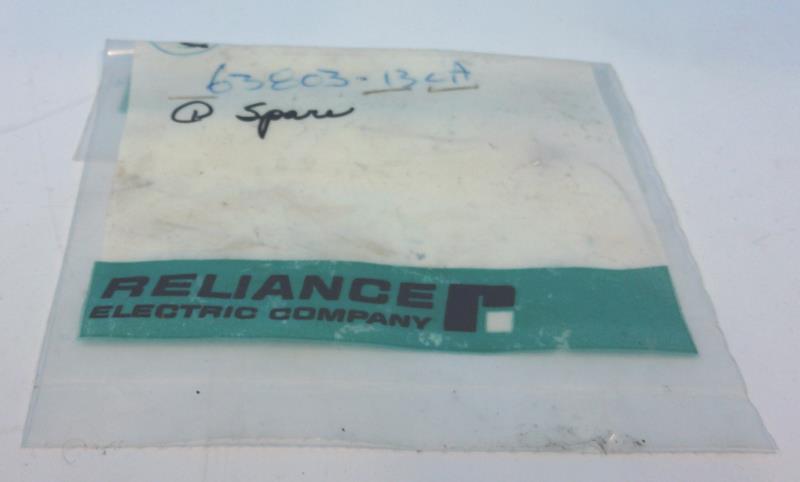 63803-13CA
① Spare
RELIANCE
ELECTRIC COMPANY